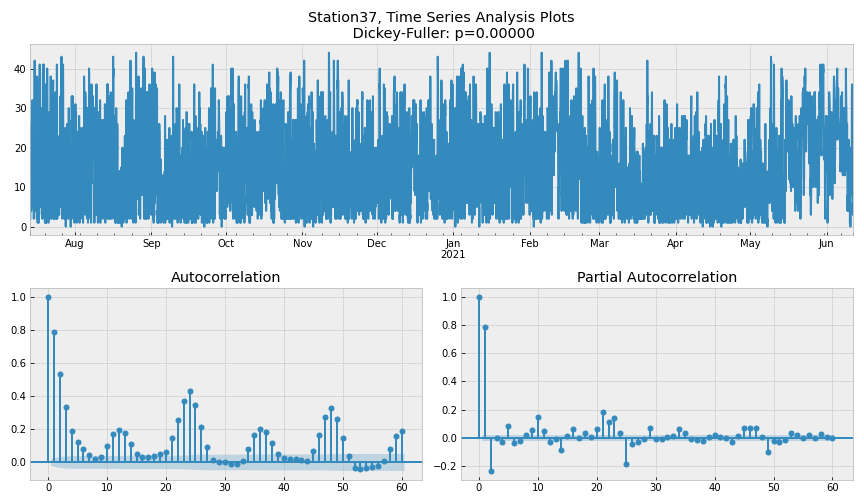 Station37, Time Series Analysis Plots
Dickey-Fuller: p=0.00000
40
30
20
10
0
Aug Sep Oct Nov Dec Jan Feb Mar Apr May Jun
2021
Autocorrelation
1.0
0.8
0.6
0.4
0.2
0.0
0 10 20 30 40 50 60
Partial Autocorrelation
1.0
0.8
0.6
0.4
0.2
0.0
−0.2
0 10 20 30 40 50 60